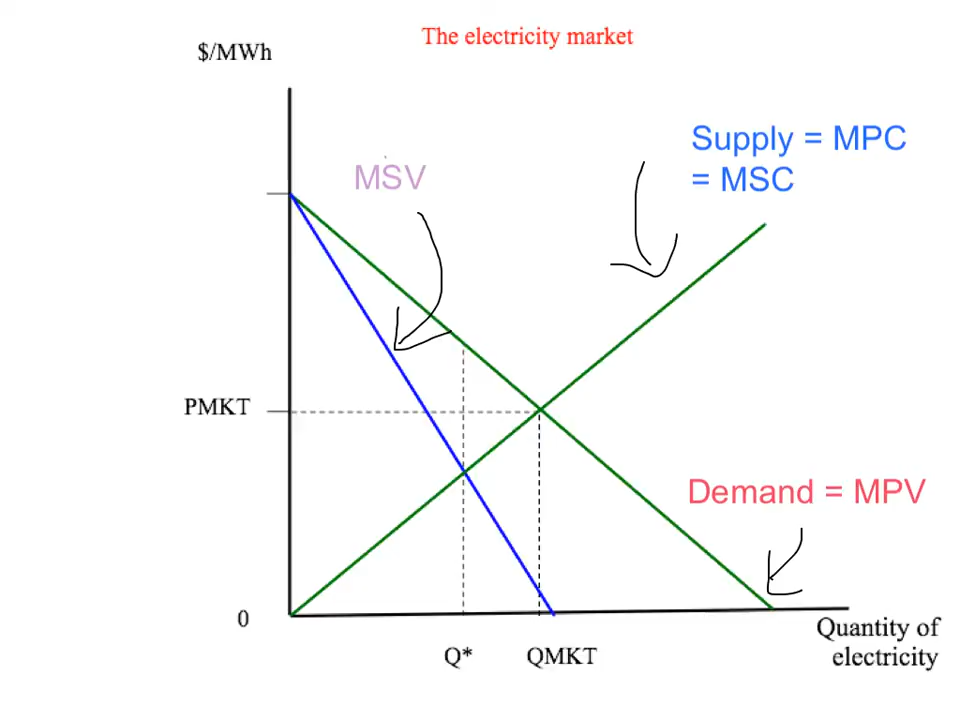 The electricity market
$/MWh
Supply = MPC
= MSC
MSV
PMKT
Demand = MPV
0
Quantity of
electricity
Q*
QMKT